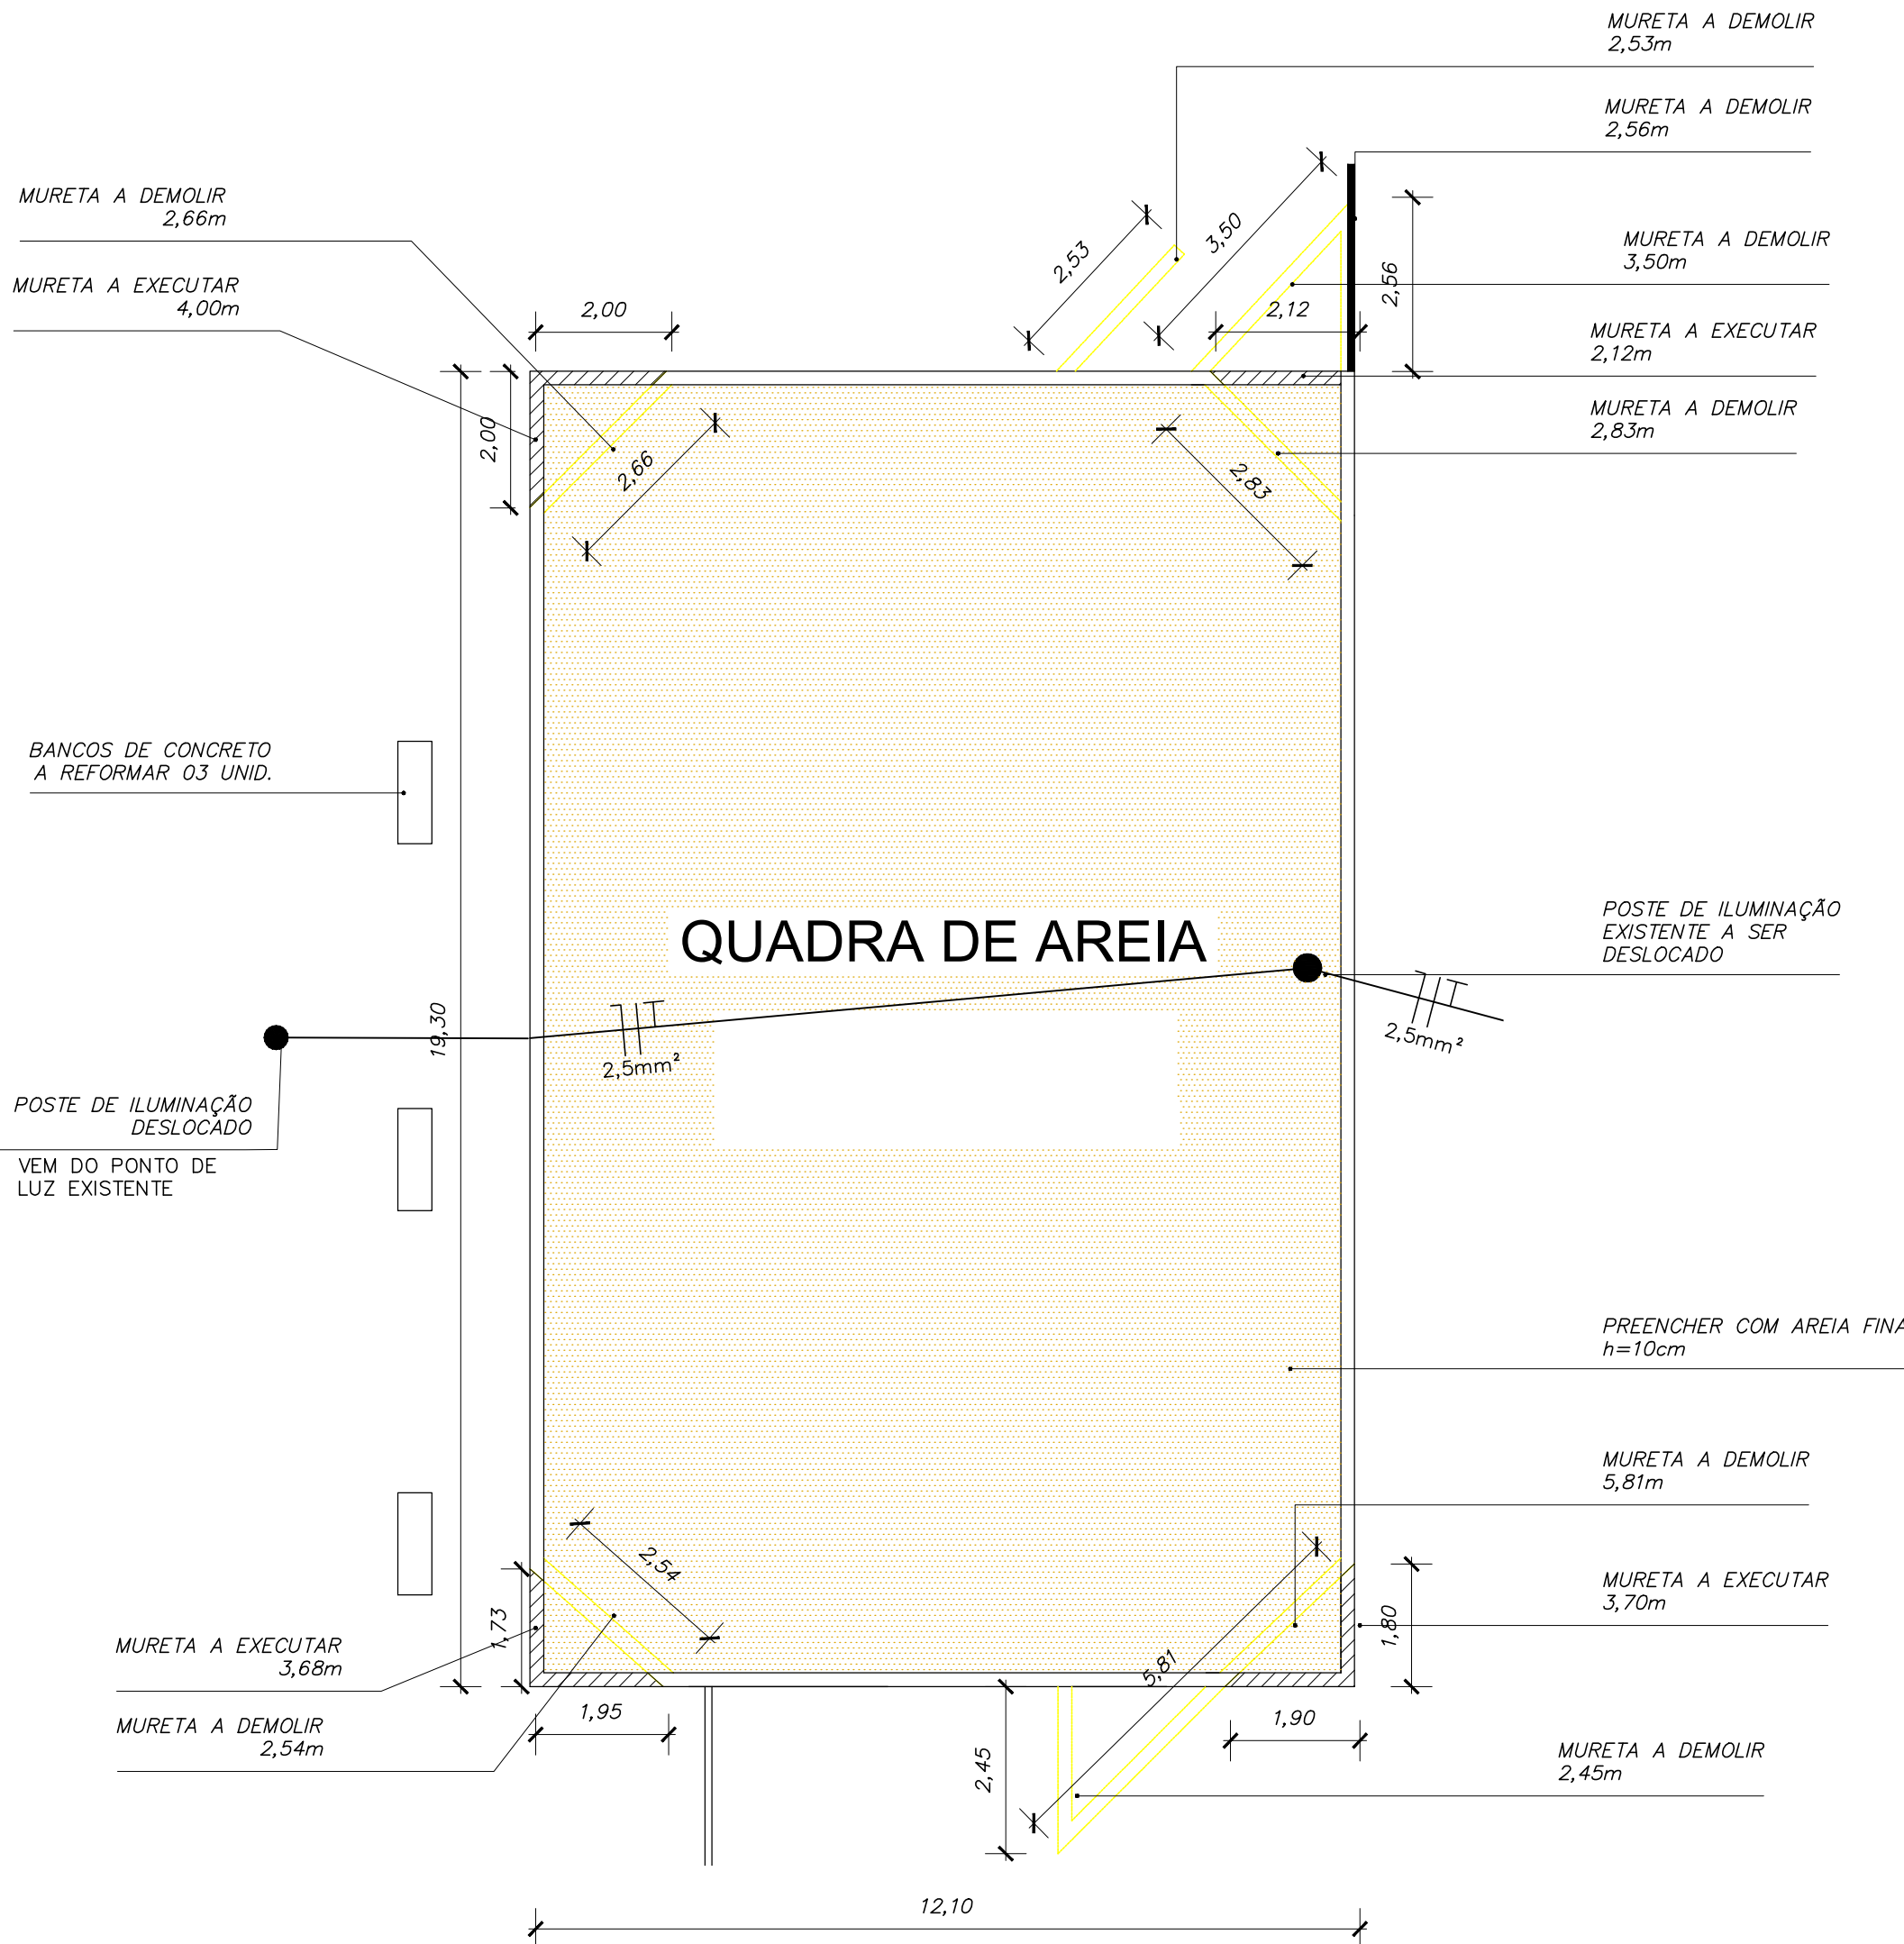 MURETA A DEMOLIR
2,53m
MURETA A DEMOLIR
2,56m
MURETA A DEMOLIR
2,66m
MURETA A DEMOLIR
3,50m
MURETA A EXECUTAR
4,00m
MURETA A EXECUTAR
2,12m
MURETA A DEMOLIR
2,83m
2,53
3,50
2,56
2,00
2,12
2,00
2,66
2,83
BANCOS DE CONCRETO
A REFORMAR 03 UNID.
QUADRA DE AREIA
POSTE DE ILUMINAÇÃO
EXISTENTE A SER
DESLOCADO
19,30
2,5mm²
2,5mm²
POSTE DE ILUMINAÇÃO
DESLOCADO
VEM DO PONTO DE
LUZ EXISTENTE
PREENCHER COM AREIA FINA
h=10cm
MURETA A DEMOLIR
5,81m
MURETA A EXECUTAR
3,70m
2,54
1,73
1,80
MURETA A EXECUTAR
3,68m
MURETA A DEMOLIR
2,54m
5,81
1,95
1,90
2,45
MURETA A DEMOLIR
2,45m
12,10